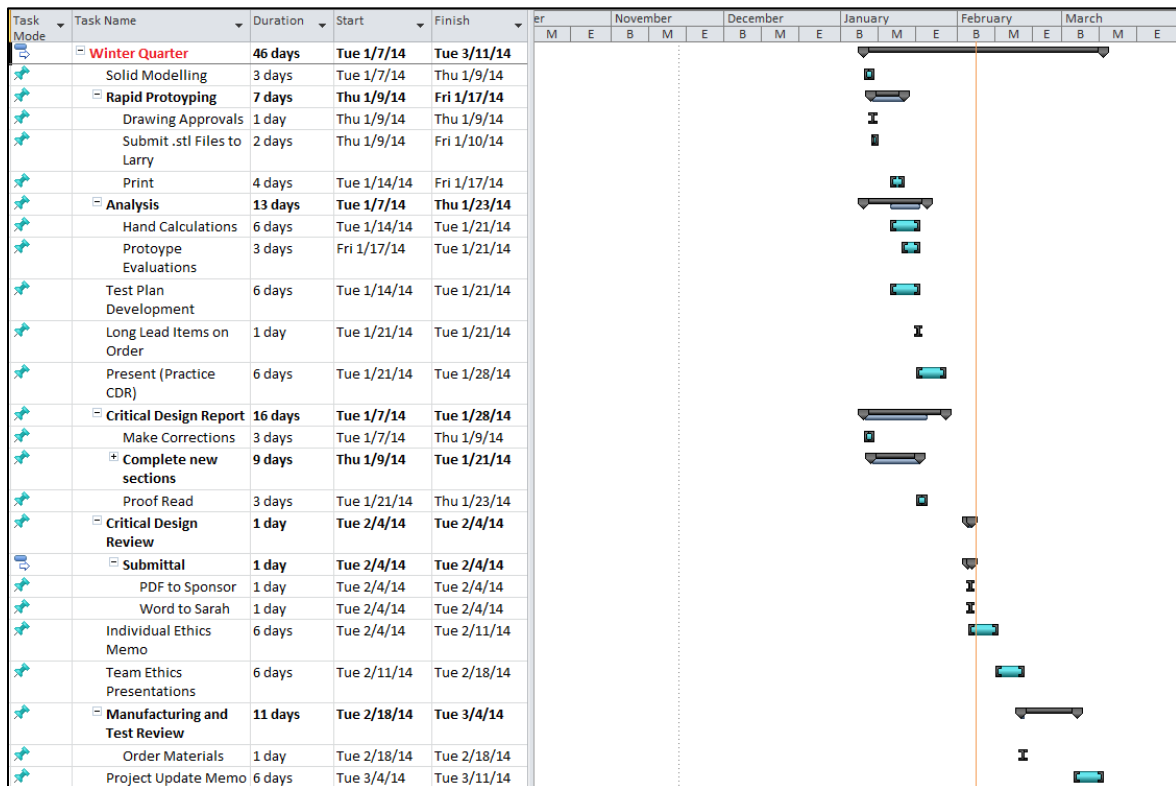 Task Mode Task Name Duration Start Finish er November December January February March
M E B M E B M E B M E B M E B M E
Winter Quarter 46 days Tue 1/7/14 Tue 3/11/14
Solid Modelling 3 days Tue 1/7/14 Thu 1/9/14
Rapid Protoyping 7 days Thu 1/9/14 Fri 1/17/14
Drawing Approvals 1 day Thu 1/9/14 Thu 1/9/14
Submit .stl Files to 2 days Thu 1/9/14 Fri 1/10/14
Larry
Print 4 days Tue 1/14/14 Fri 1/17/14
Analysis 13 days Tue 1/7/14 Thu 1/23/14
Hand Calculations 6 days Tue 1/14/14 Tue 1/21/14
Protoype 3 days Fri 1/17/14 Tue 1/21/14
Evaluations
Test Plan 6 days Tue 1/14/14 Tue 1/21/14
Development
Long Lead Items on 1 day Tue 1/21/14 Tue 1/21/14
Order
Present (Practice 6 days Tue 1/21/14 Tue 1/28/14
CDR)
Critical Design Report 16 days Tue 1/7/14 Tue 1/28/14
Make Corrections 3 days Tue 1/7/14 Thu 1/9/14
Complete new 9 days Thu 1/9/14 Tue 1/21/14
sections
Proof Read 3 days Tue 1/21/14 Thu 1/23/14
Critical Design 1 day Tue 2/4/14 Tue 2/4/14
Review
Submittal 1 day Tue 2/4/14 Tue 2/4/14
PDF to Sponsor 1 day Tue 2/4/14 Tue 2/4/14
Word to Sarah 1 day Tue 2/4/14 Tue 2/4/14
Individual Ethics 6 days Tue 2/4/14 Tue 2/11/14
Memo
Team Ethics 6 days Tue 2/11/14 Tue 2/18/14
Presentations
Manufacturing and 11 days Tue 2/18/14 Tue 3/4/14
Test Review
Order Materials 1 day Tue 2/18/14 Tue 2/18/14
Project Update Memo 6 days Tue 3/4/14 Tue 3/11/14